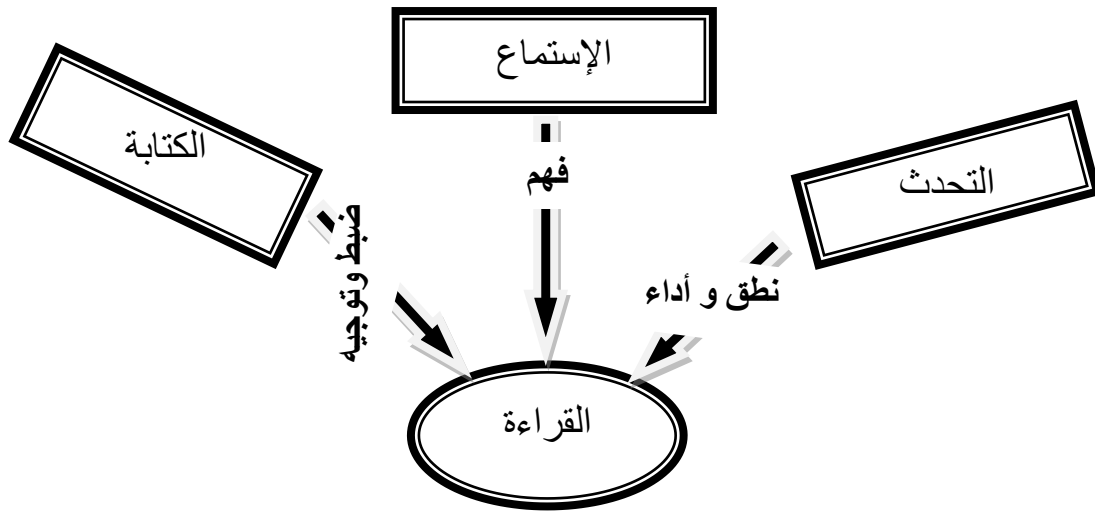 الإستماع
التحدث
الكتابة
فهم
نطق و أداء
ضبط وتوجيه
القراءة